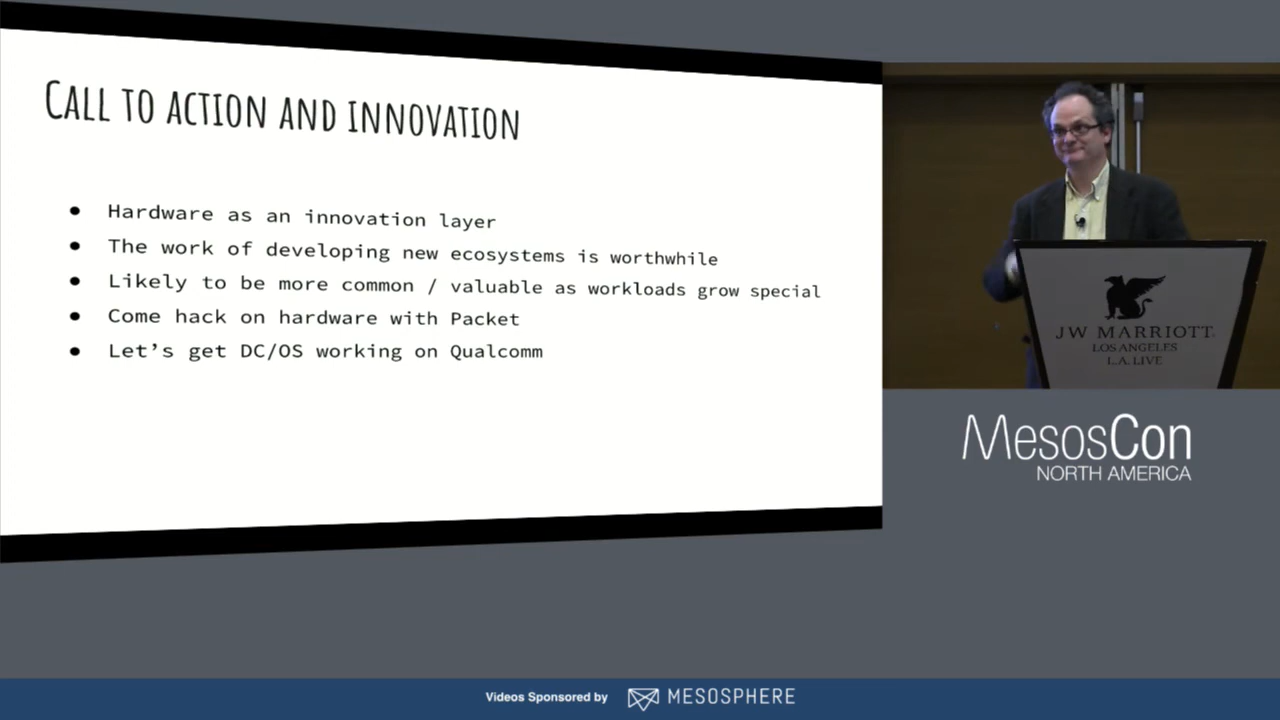 Call to action and innovation
● Hardware as an innovation layer
● The work of developing new ecosystems is worthwhile
● Likely to be more common / valuable as workloads grow special
● Come hack on hardware with Packet
● Let’s get DC/OS working on Qualcomm
JW MARRIOTT
LOS ANGELES
L.A. LIVE
MesosCon
NORTH AMERICA
Videos Sponsored by MESOSPHERE